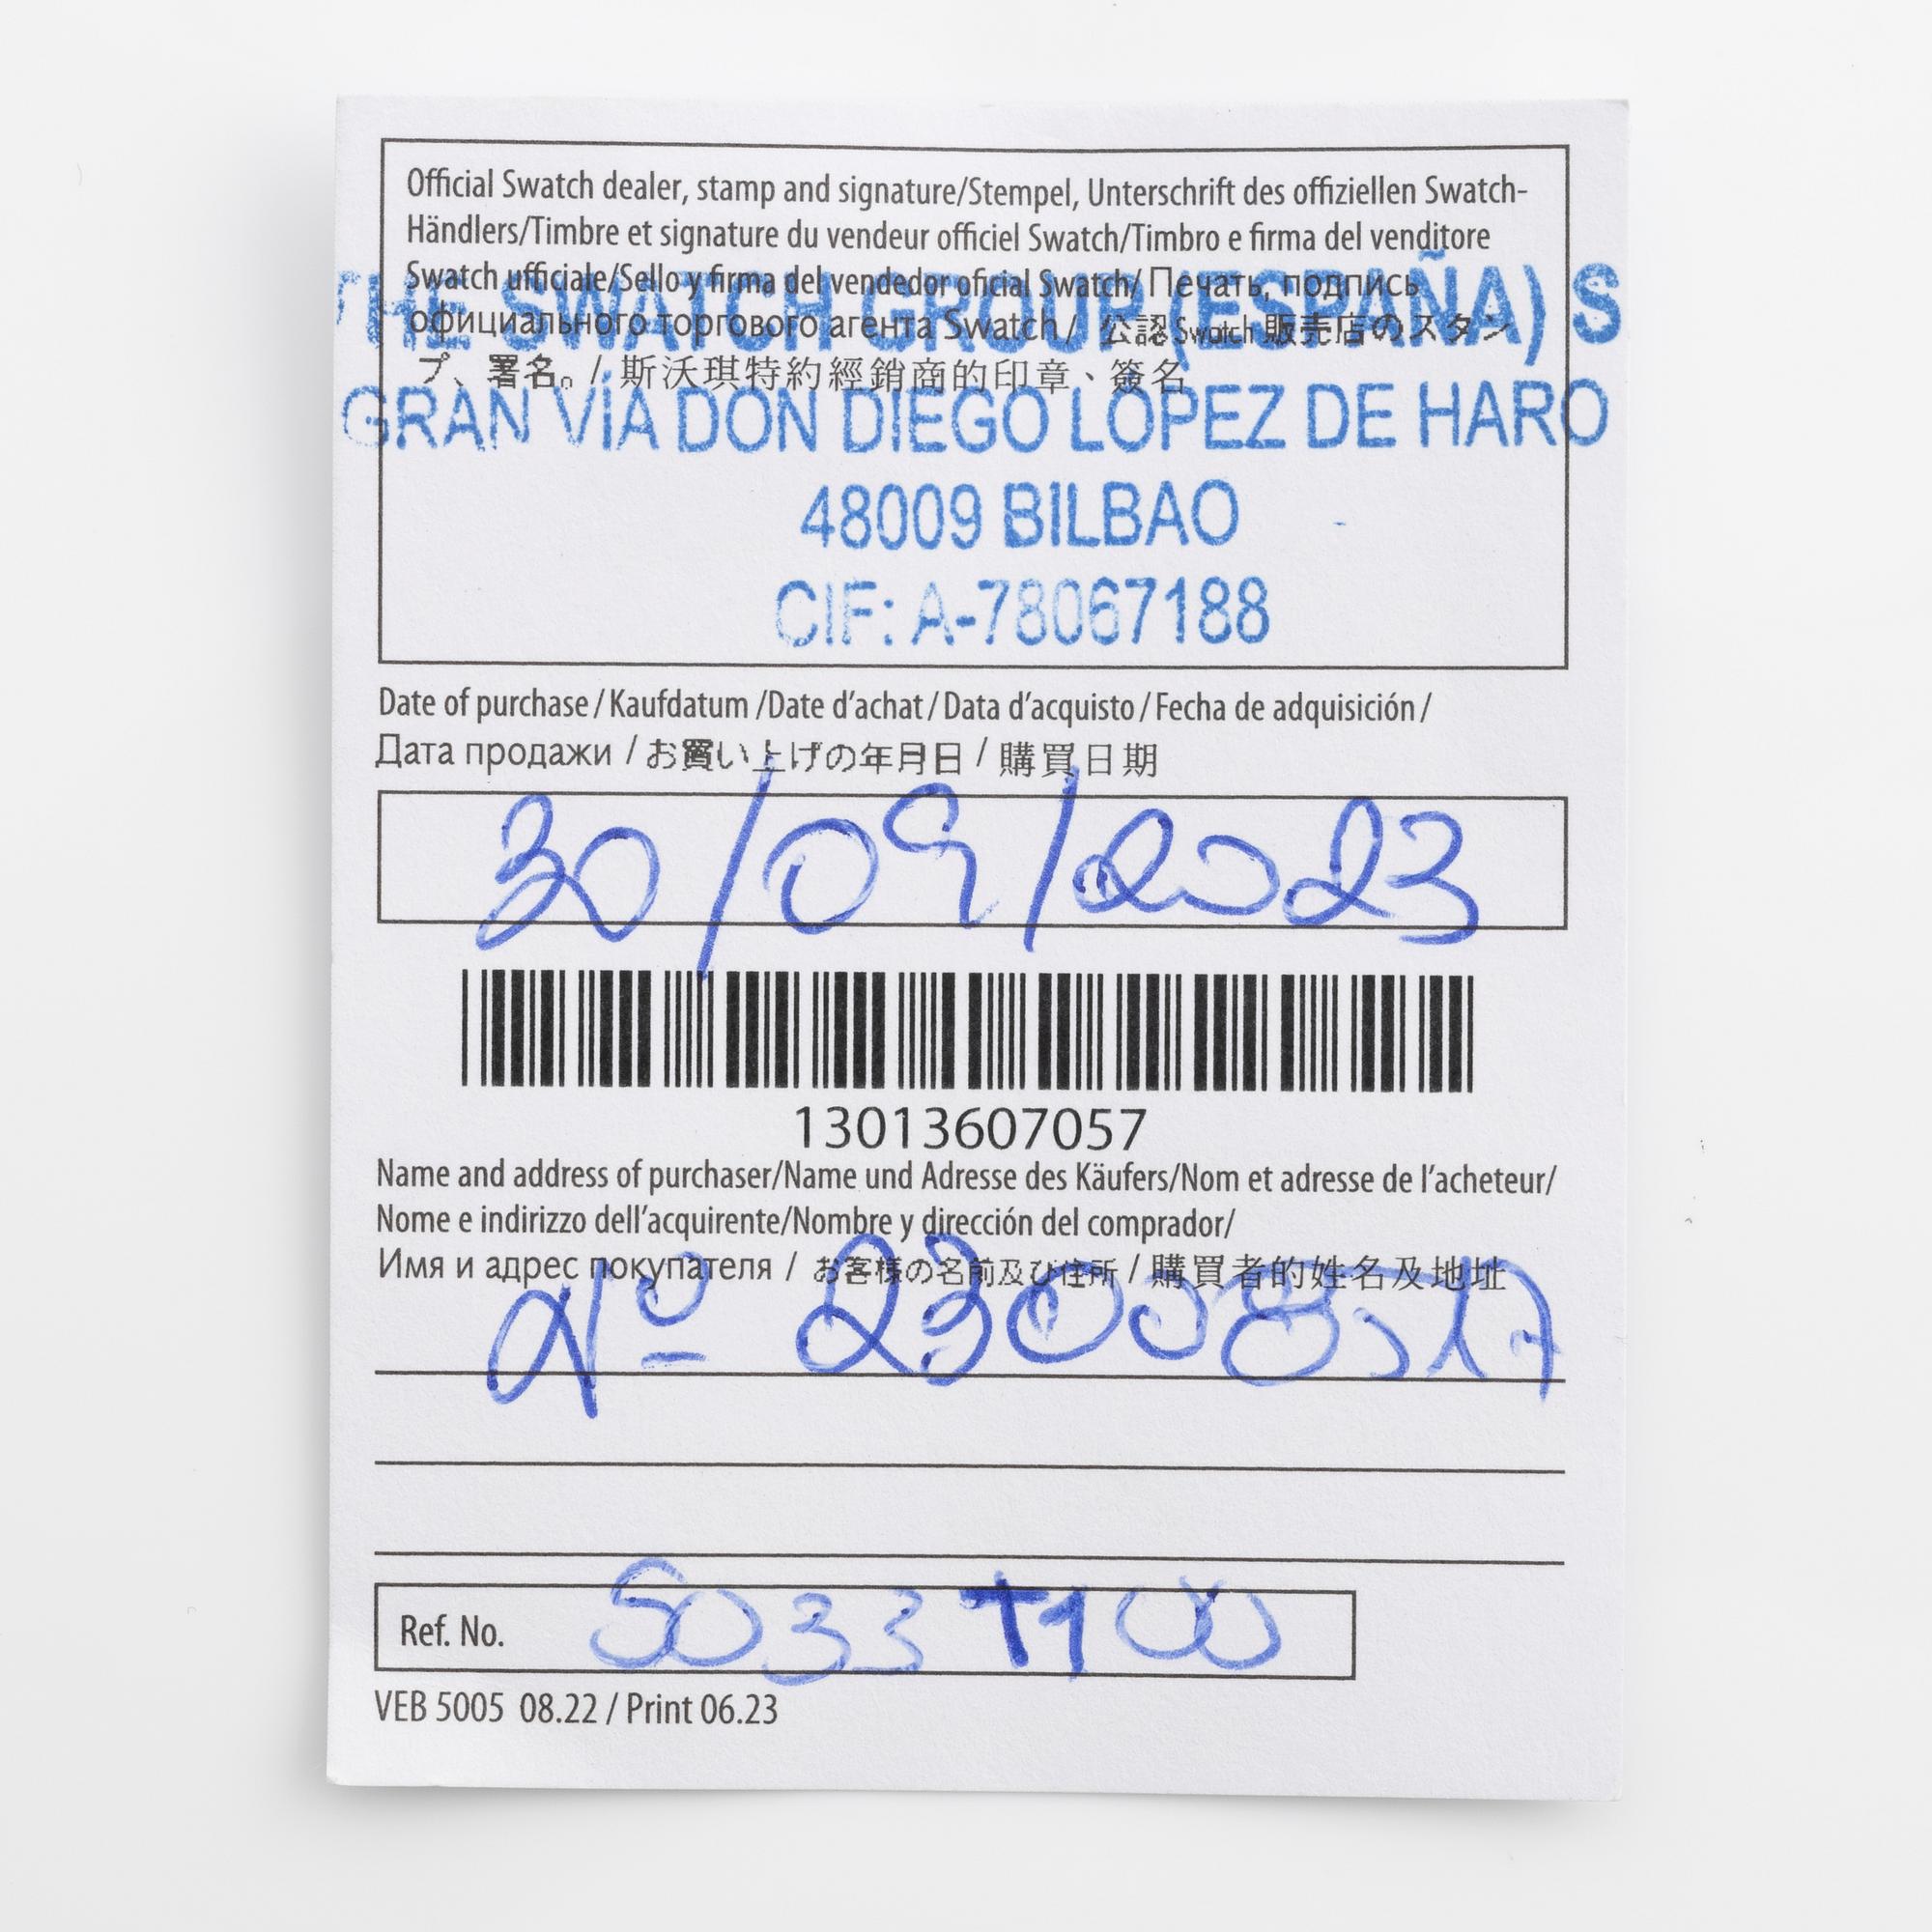 Official Swatch dealer, stamp and signature/Stempel, Unterschrift des offiziellen Swatch-
Händlers/Timbre et signature du vendeur officiel Swatch/Timbro e firma del venditore
Swatch ufficiale/Sello y firma del vendedor oficial Swatch/ Печать, подпись
официального торгового агента Swatch / 公認 Swatch 販売店のスタン
プ、署名。/ 斯沃琪特約經銷商的印章、簽名
THE SWATCH GROUP (ESPAÑA) S
GRAN VÍA DON DIEGO LÓPEZ DE HARO
48009 BILBAO
CIF: A-78067188
Date of purchase / Kaufdatum /Date d’achat / Data d’acquisto / Fecha de adquisición /
Дата продажи / お買い上げの年月日 / 購買日期
30/09/2023
13013607057
Name and address of purchaser/Name und Adresse des Käufers/Nom et adresse de l’acheteur/
Nome e indirizzo dell’acquirente/Nombre y dirección del comprador/
Имя и адрес покупателя / お客様の名前及び住所 / 購買者的姓名及地址
Nº
Ref. No. SO33T100
VEB 5005 08.22 / Print 06.23